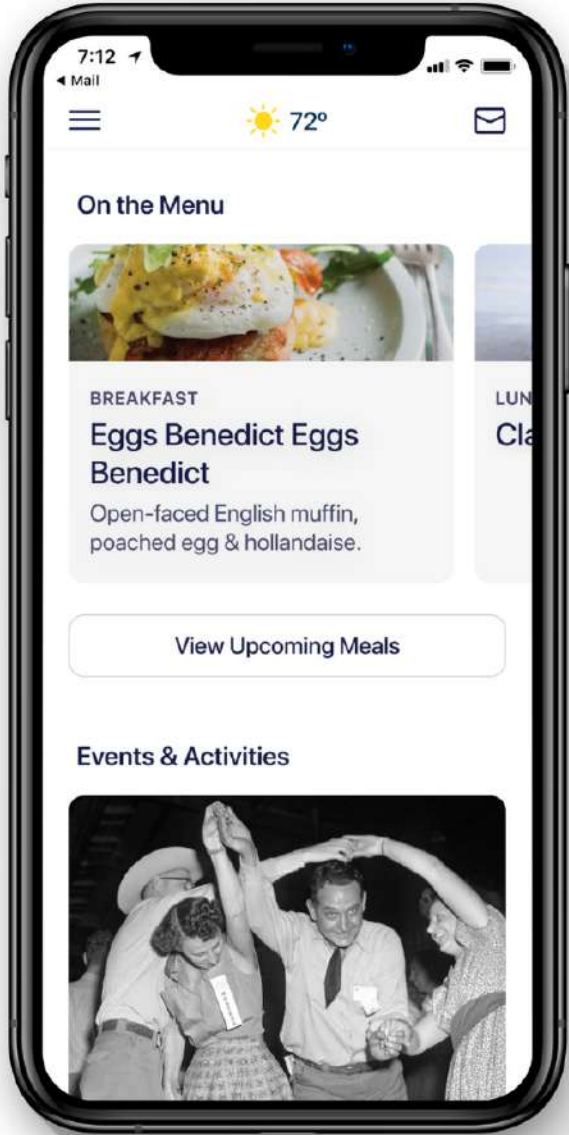 7:12
Mail
72º
On the Menu
BREAKFAST
Eggs Benedict Eggs
Benedict
Open-faced English muffin,
poached egg & hollandaise.
LUN
Cla
View Upcoming Meals
Events & Activities